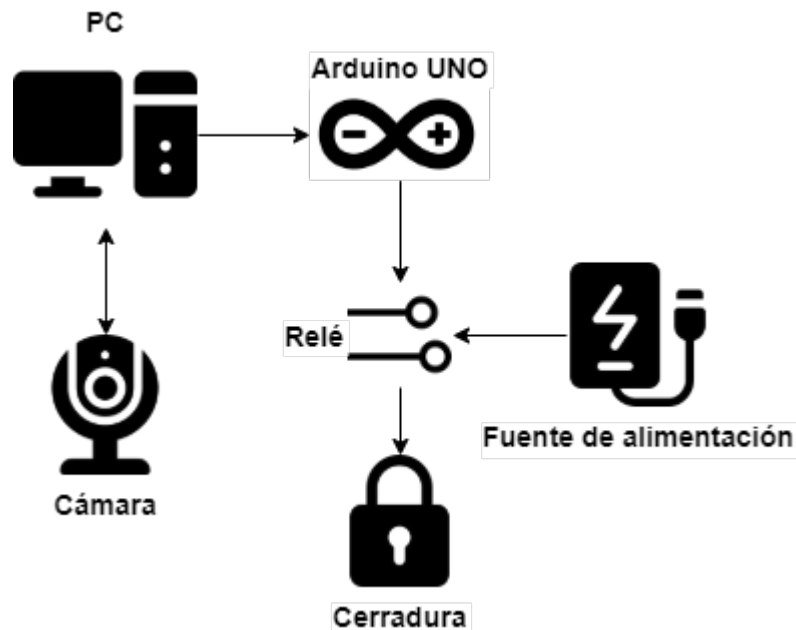 PC
Arduino UNO
Relé
Fuente de alimentación
Cámara
Cerradura